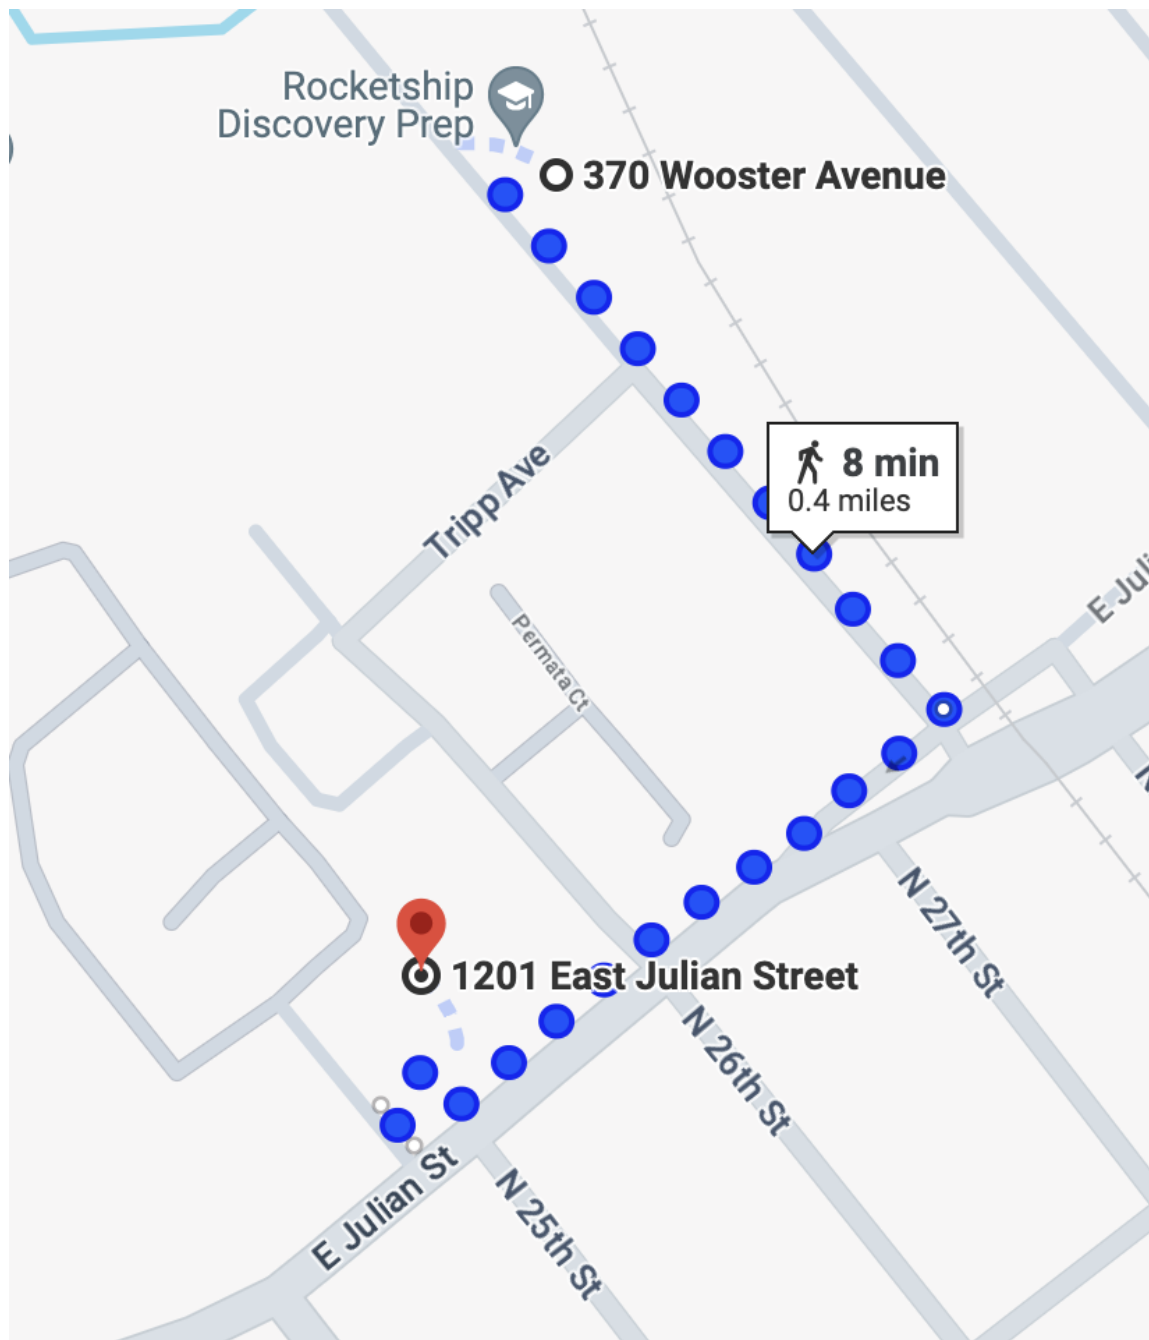 Rocketship
Discovery Prep
370 Wooster Avenue
8 min
0.4 miles
Tripp Ave
E Juli
Permata Ct
N
N 27th St
1201 East Julian Street
N 26th St
E Julian St
N 25th St